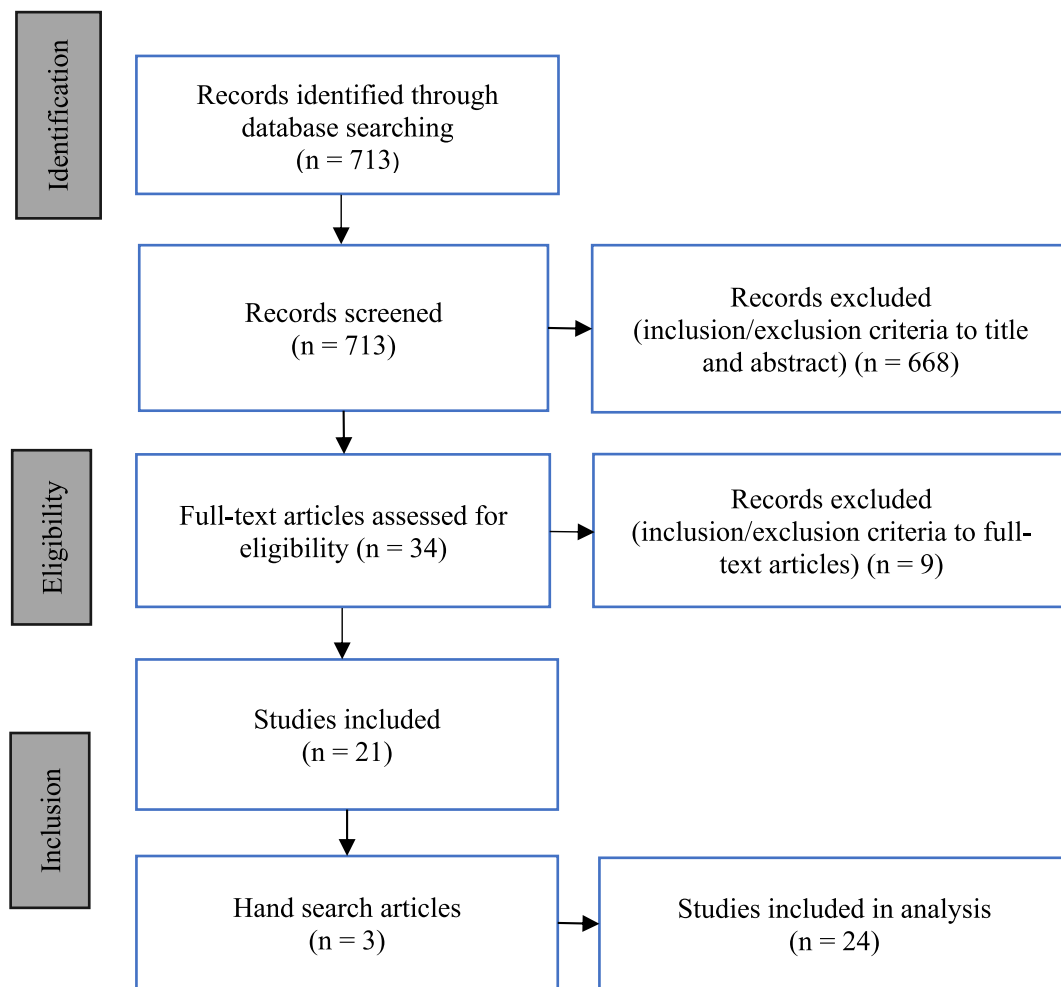 Identification
Records identified through
database searching
(n = 713)
Records screened
(n = 713)
Records excluded
(inclusion/exclusion criteria to title
and abstract) (n = 668)
Eligibility
Full-text articles assessed for
eligibility (n = 34)
Records excluded
(inclusion/exclusion criteria to full-
text articles) (n = 9)
Inclusion
Studies included
(n = 21)
Hand search articles
(n = 3)
Studies included in analysis
(n = 24)